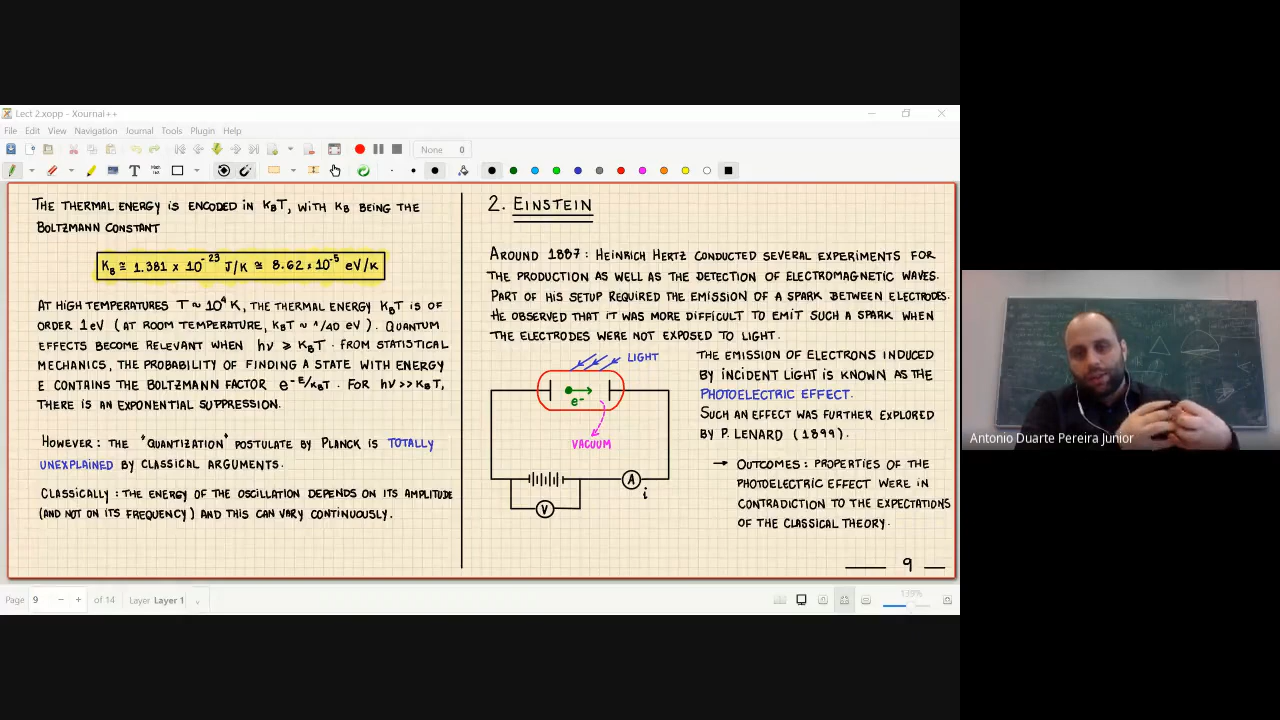 Lect 2.xopp - Xournal++
File Edit View Navigation Journal Tools Plugin Help
None 0
THE THERMAL ENERGY IS ENCODED IN K_BT, WITH K_B BEING THE
BOLTZMANN CONSTANT
K_B ≅ 1.381 x 10^-23 J/K ≅ 8.62 x 10^-5 eV/K
AT HIGH TEMPERATURES T ~ 10^4 K, THE THERMAL ENERGY K_BT IS OF
ORDER 1eV (AT ROOM TEMPERATURE, K_BT ~ 1/40 eV). QUANTUM
EFFECTS BECOME RELEVANT WHEN hν ≥ K_BT. FROM STATISTICAL
MECHANICS, THE PROBABILITY OF FINDING A STATE WITH ENERGY
E CONTAINS THE BOLTZMANN FACTOR e^-E/K_BT. FOR hν >> K_BT,
THERE IS AN EXPONENTIAL SUPPRESSION.
HOWEVER: THE "QUANTIZATION" POSTULATE BY PLANCK IS TOTALLY
UNEXPLAINED BY CLASSICAL ARGUMENTS.
CLASSICALLY: THE ENERGY OF THE OSCILLATION DEPENDS ON ITS AMPLITUDE
(AND NOT ON ITS FREQUENCY) AND THIS CAN VARY CONTINUOUSLY.
2. EINSTEIN
AROUND 1887: HEINRICH HERTZ CONDUCTED SEVERAL EXPERIMENTS FOR
THE PRODUCTION AS WELL AS THE DETECTION OF ELECTROMAGNETIC WAVES.
PART OF HIS SETUP REQUIRED THE EMISSION OF A SPARK BETWEEN ELECTRODES.
HE OBSERVED THAT IT WAS MORE DIFFICULT TO EMIT SUCH A SPARK WHEN
THE ELECTRODES WERE NOT EXPOSED TO LIGHT.
LIGHT
e-
VACUUM
A
i
V
THE EMISSION OF ELECTRONS INDUCED
BY INCIDENT LIGHT IS KNOWN AS THE
PHOTOELECTRIC EFFECT.
SUCH AN EFFECT WAS FURTHER EXPLORED
BY P. LENARD (1899).
→ OUTCOMES: PROPERTIES OF THE
PHOTOELECTRIC EFFECT WERE IN
CONTRADICTION TO THE EXPECTATIONS
OF THE CLASSICAL THEORY.
9
Page 9 - + of 14 Layer Layer 1
139%
Antonio Duarte Pereira Junior